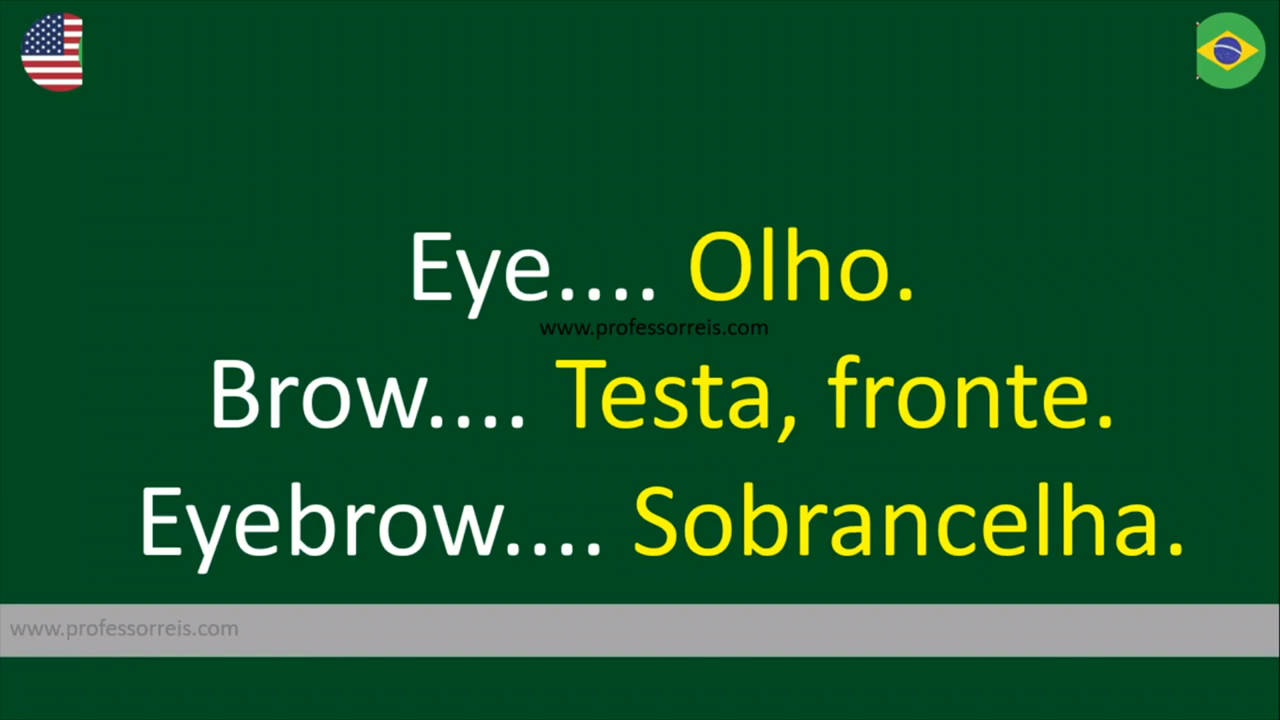 Eye.... Olho.
www.professorreis.com
Brow.... Testa, fronte.
Eyebrow.... Sobrancelha.
www.professorreis.com